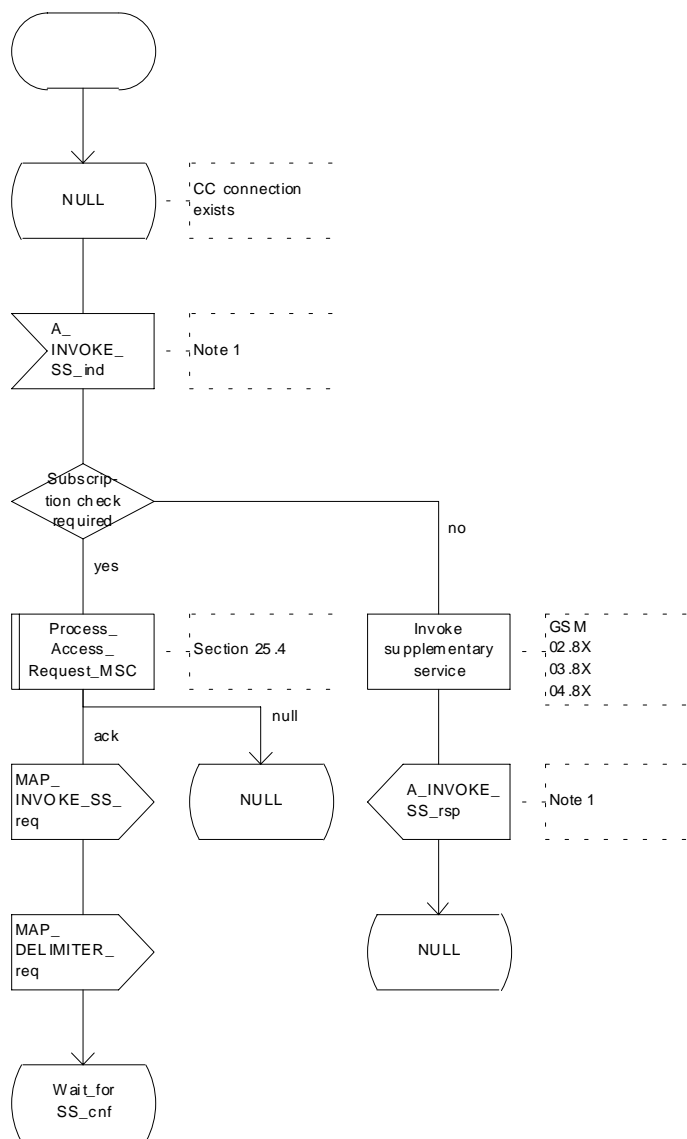 NULL
CC connection
exists
A_
INVOKE_
SS_ind
Note 1
Subscrip-
tion check
required
no
yes
Process_
Access_
Request_MSC
Section 25.4
Invoke
supplementary
service
GSM
02.8X
03.8X
04.8X
null
ack
MAP_
INVOKE_SS_
req
NULL
A_INVOKE_
SS_rsp
Note 1
MAP_
DELIMITER_
req
NULL
Wait_for
SS_cnf